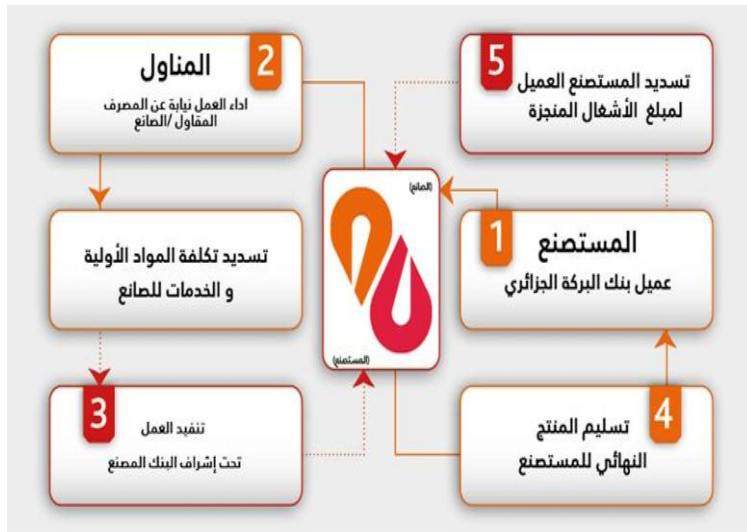 2
المناول
اداء العمل نيابة عن المصرف
المقاول /الصانع
تسديد تكلفة المواد الأولية
و الخدمات للصانع
3
تنفيد العمل
تحت إشراف البنك المصنع
(الصانع)
(المستصنع)
5
تسديد المستصنع العميل
لمبلغ الأشغال المنجزة
1
المستصنع
عميل بنك البركة الجزائري
4
تسليم المنتج
النهائي للمستصنع